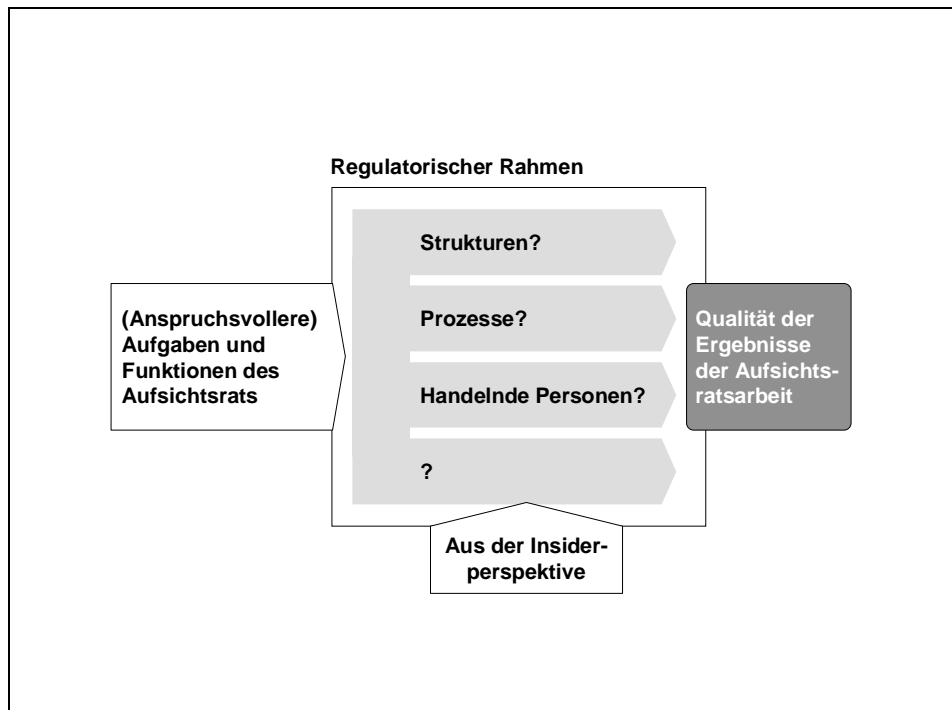 Regulatorischer Rahmen
(Anspruchsvollere)
Aufgaben und
Funktionen des
Aufsichtsrats
Strukturen?
Prozesse?
Handelnde Personen?
?
Qualität der
Ergebnisse
der Aufsichts-
ratsarbeit
Aus der Insider-
perspektive